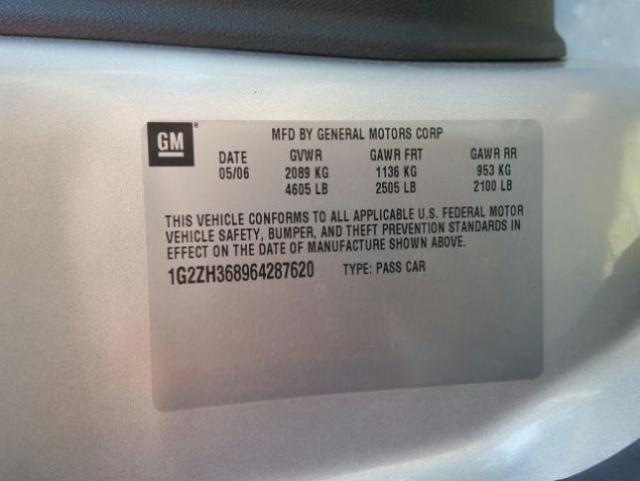 GM ®
MFD BY GENERAL MOTORS CORP
DATE GVWR GAWR FRT GAWR RR
05/06 2089 KG 1136 KG 953 KG
4605 LB 2505 LB 2100 LB
THIS VEHICLE CONFORMS TO ALL APPLICABLE U.S. FEDERAL MOTOR
VEHICLE SAFETY, BUMPER, AND THEFT PREVENTION STANDARDS IN
EFFECT ON THE DATE OF MANUFACTURE SHOWN ABOVE.
1G2ZH368964287620 TYPE: PASS CAR